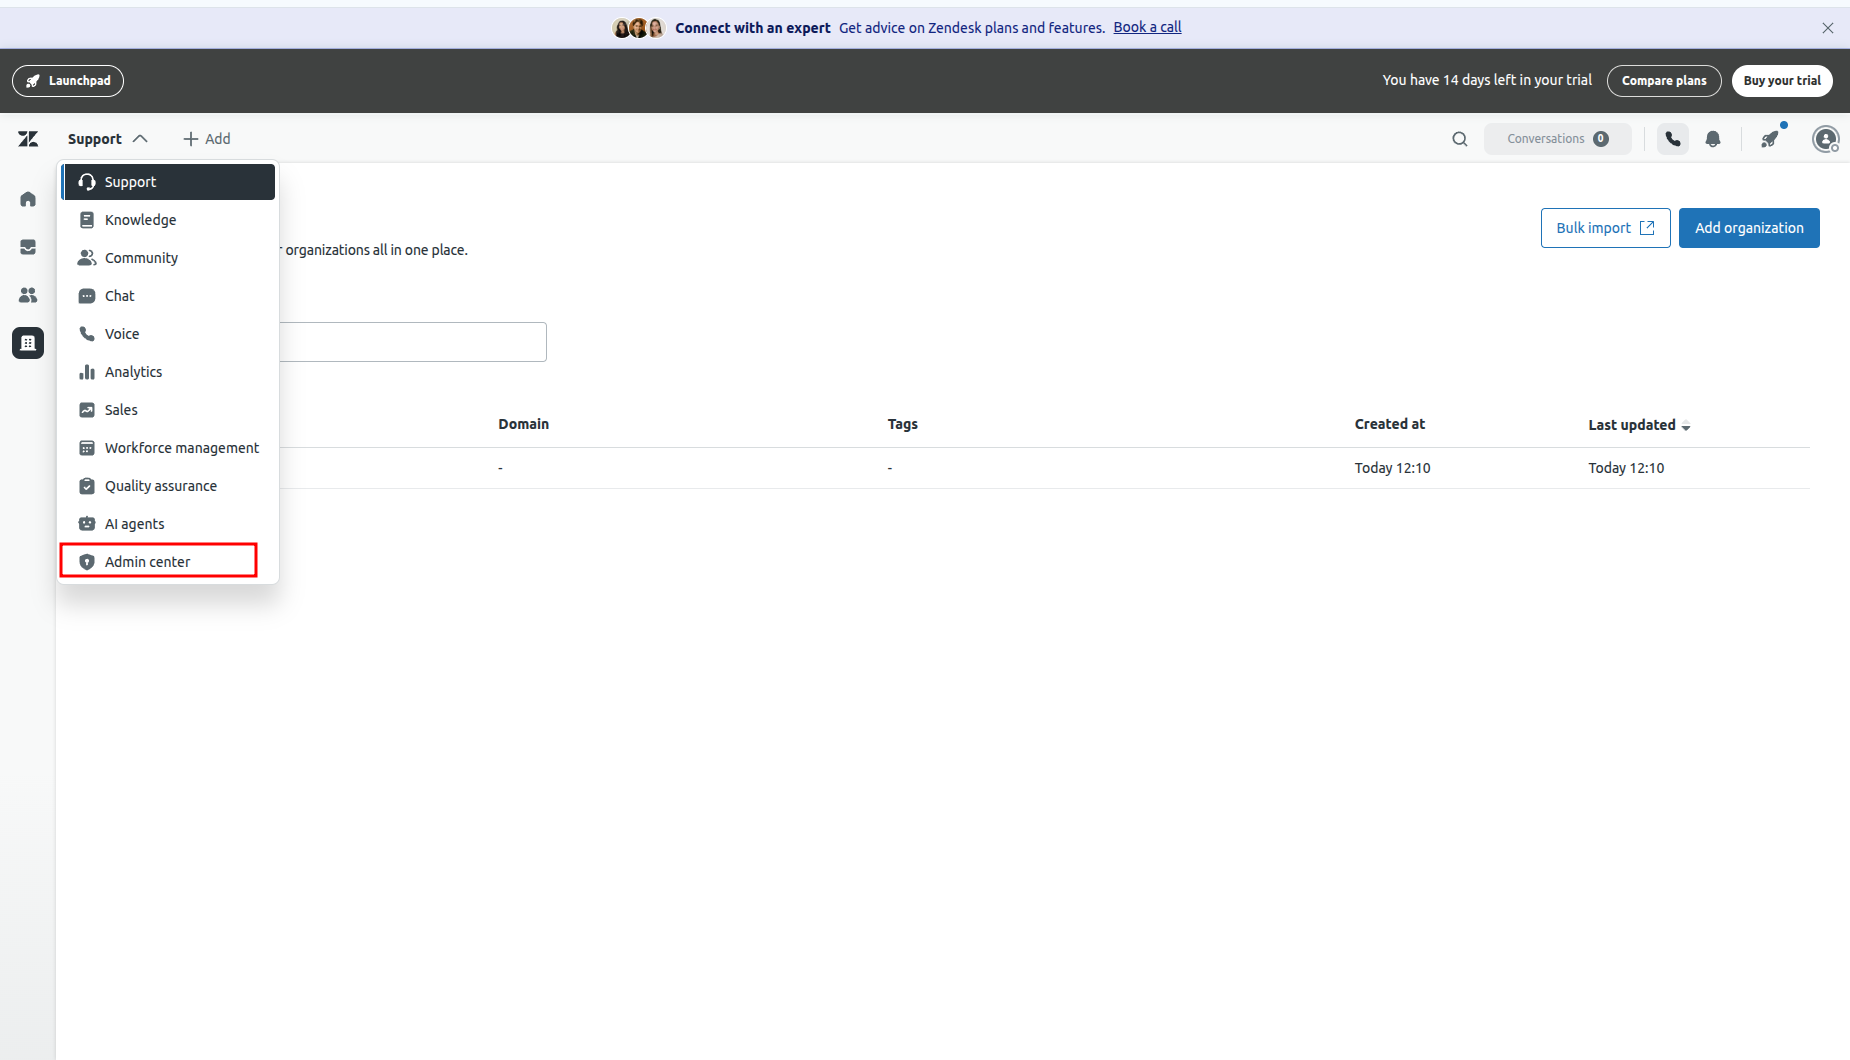 Connect with an expert Get advice on Zendesk plans and features. Book a call
Launchpad
You have 14 days left in your trial
Compare plans
Buy your trial
Support
Add
Conversations 0
Support
Knowledge
Community
Chat
Voice
Analytics
Sales
Workforce management
Quality assurance
AI agents
Admin center
organizations all in one place.
Bulk import
Add organization
Domain Tags Created at Last updated
- - Today 12:10 Today 12:10